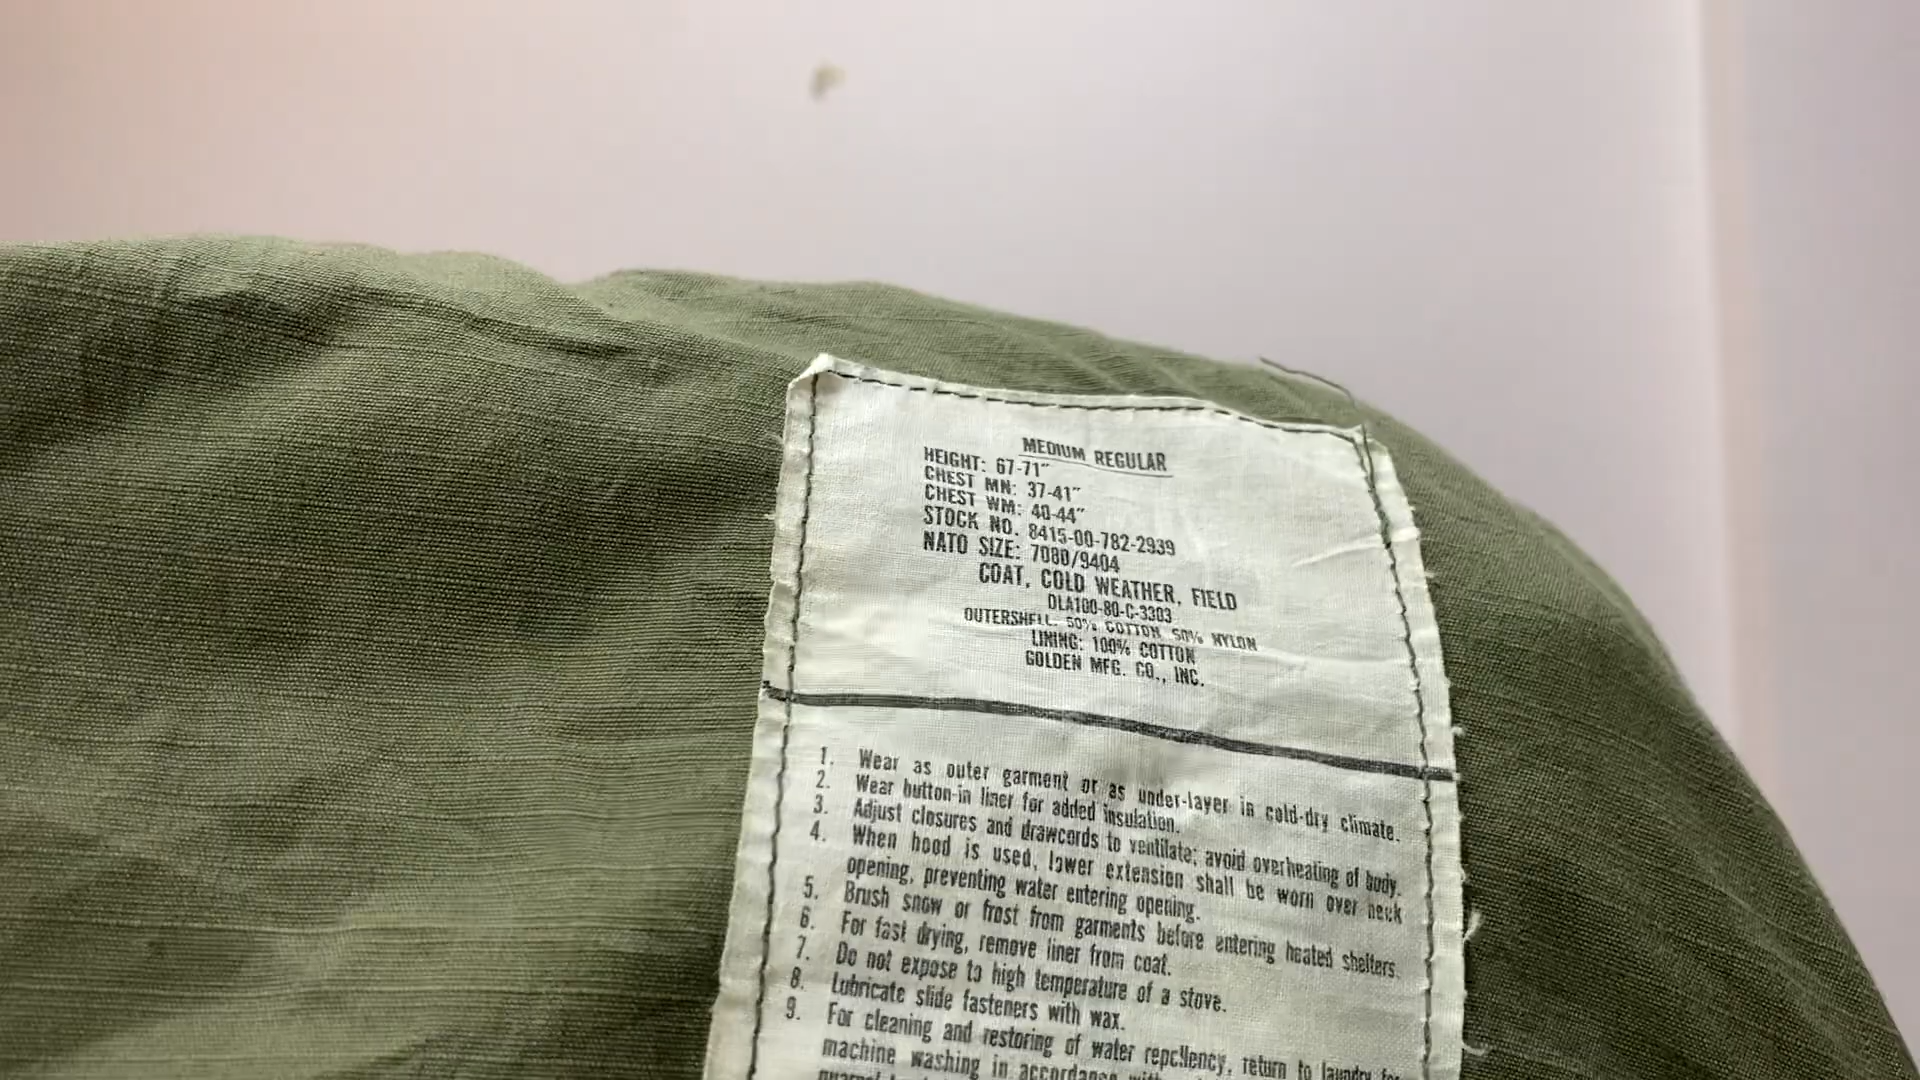 MEDIUM REGULAR
HEIGHT: 67-71"
CHEST MN: 37-41"
CHEST WM: 40-44"
STOCK NO. 8415-00-782-2939
NATO SIZE: 7080/9404
COAT, COLD WEATHER, FIELD
DLA100-80-C-3303
OUTERSHELL: 50% COTTON 50% NYLON
LINING: 100% COTTON
GOLDEN MFG. CO., INC.
1. Wear as outer garment or as under-layer in cold-dry climate.
2. Wear button-in liner for added insulation.
3. Adjust closures and drawcords to ventilate; avoid overheating of body.
4. When hood is used, lower extension shall be worn over neck
opening, preventing water entering opening.
5. Brush snow or frost from garments before entering heated shelters.
6. For fast drying, remove liner from coat.
7. Do not expose to high temperature of a stove.
8. Lubricate slide fasteners with wax.
9. For cleaning and restoring of water repellency, return to laundry for
machine washing in accordance